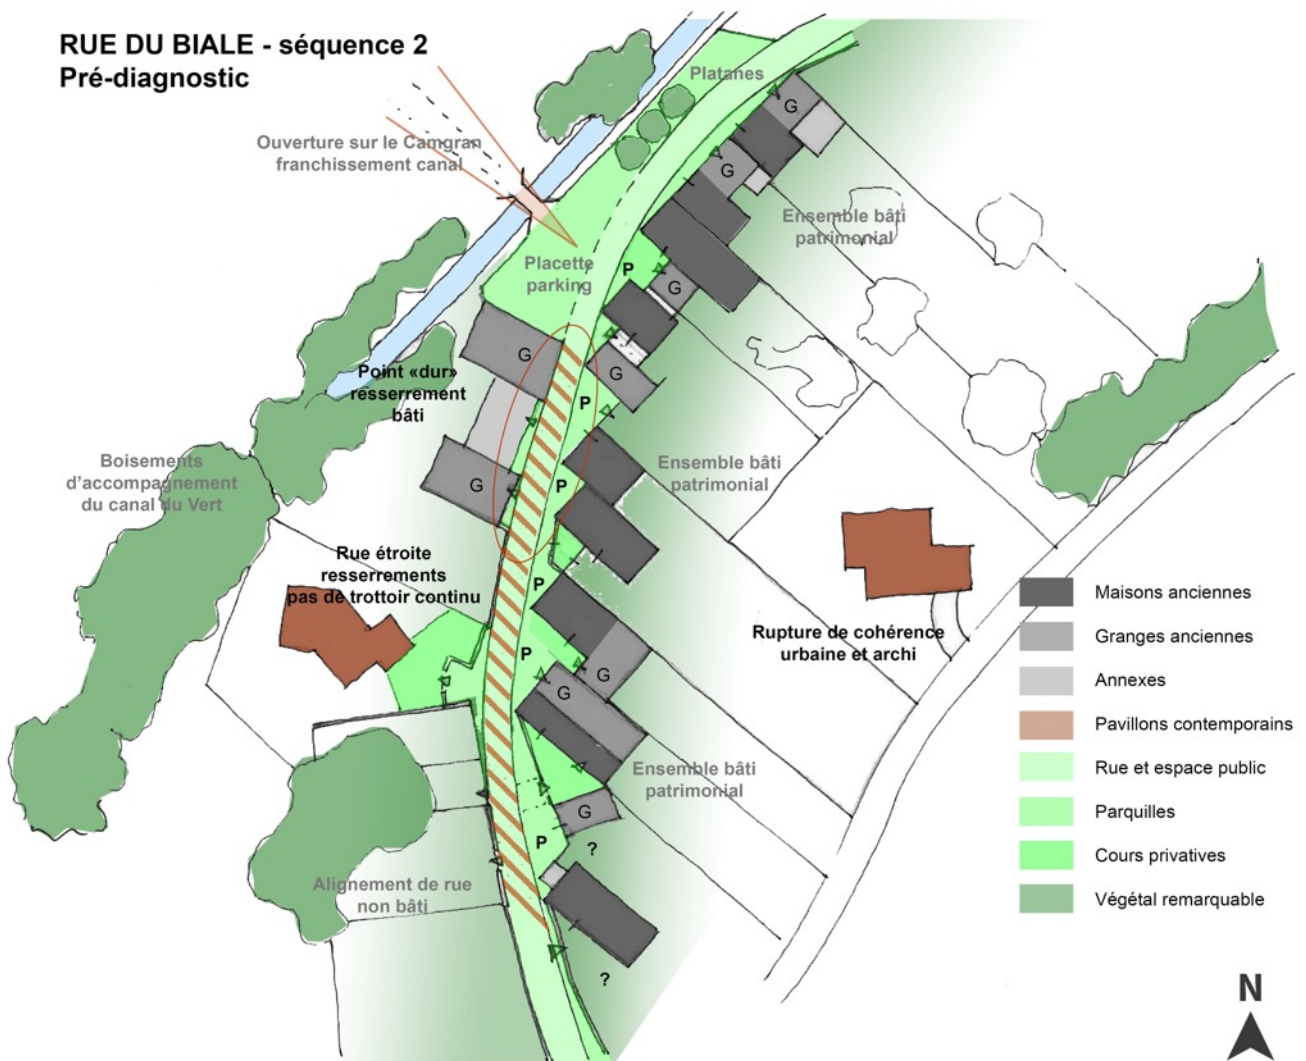 RUE DU BIALE - séquence 2
Pré-diagnostic
Platanes
G
Ouverture sur le Camgran
franchissement canal
G
Ensemble bâti
patrimonial
Placette
parking
P
G
G
Point «dur»
resserrement
bâti
G
P
Boisements
d'accompagnement
du canal du Vert
Ensemble bâti
patrimonial
G
P
Rue étroite
resserrements
pas de trottoir continu
P
Rupture de cohérence
urbaine et archi
P
G
G
Ensemble bâti
patrimonial
G
P
?
Alignement de rue
non bâti
?
Maisons anciennes
Granges anciennes
Annexes
Pavillons contemporains
Rue et espace public
Parquilles
Cours privatives
Végétal remarquable
N